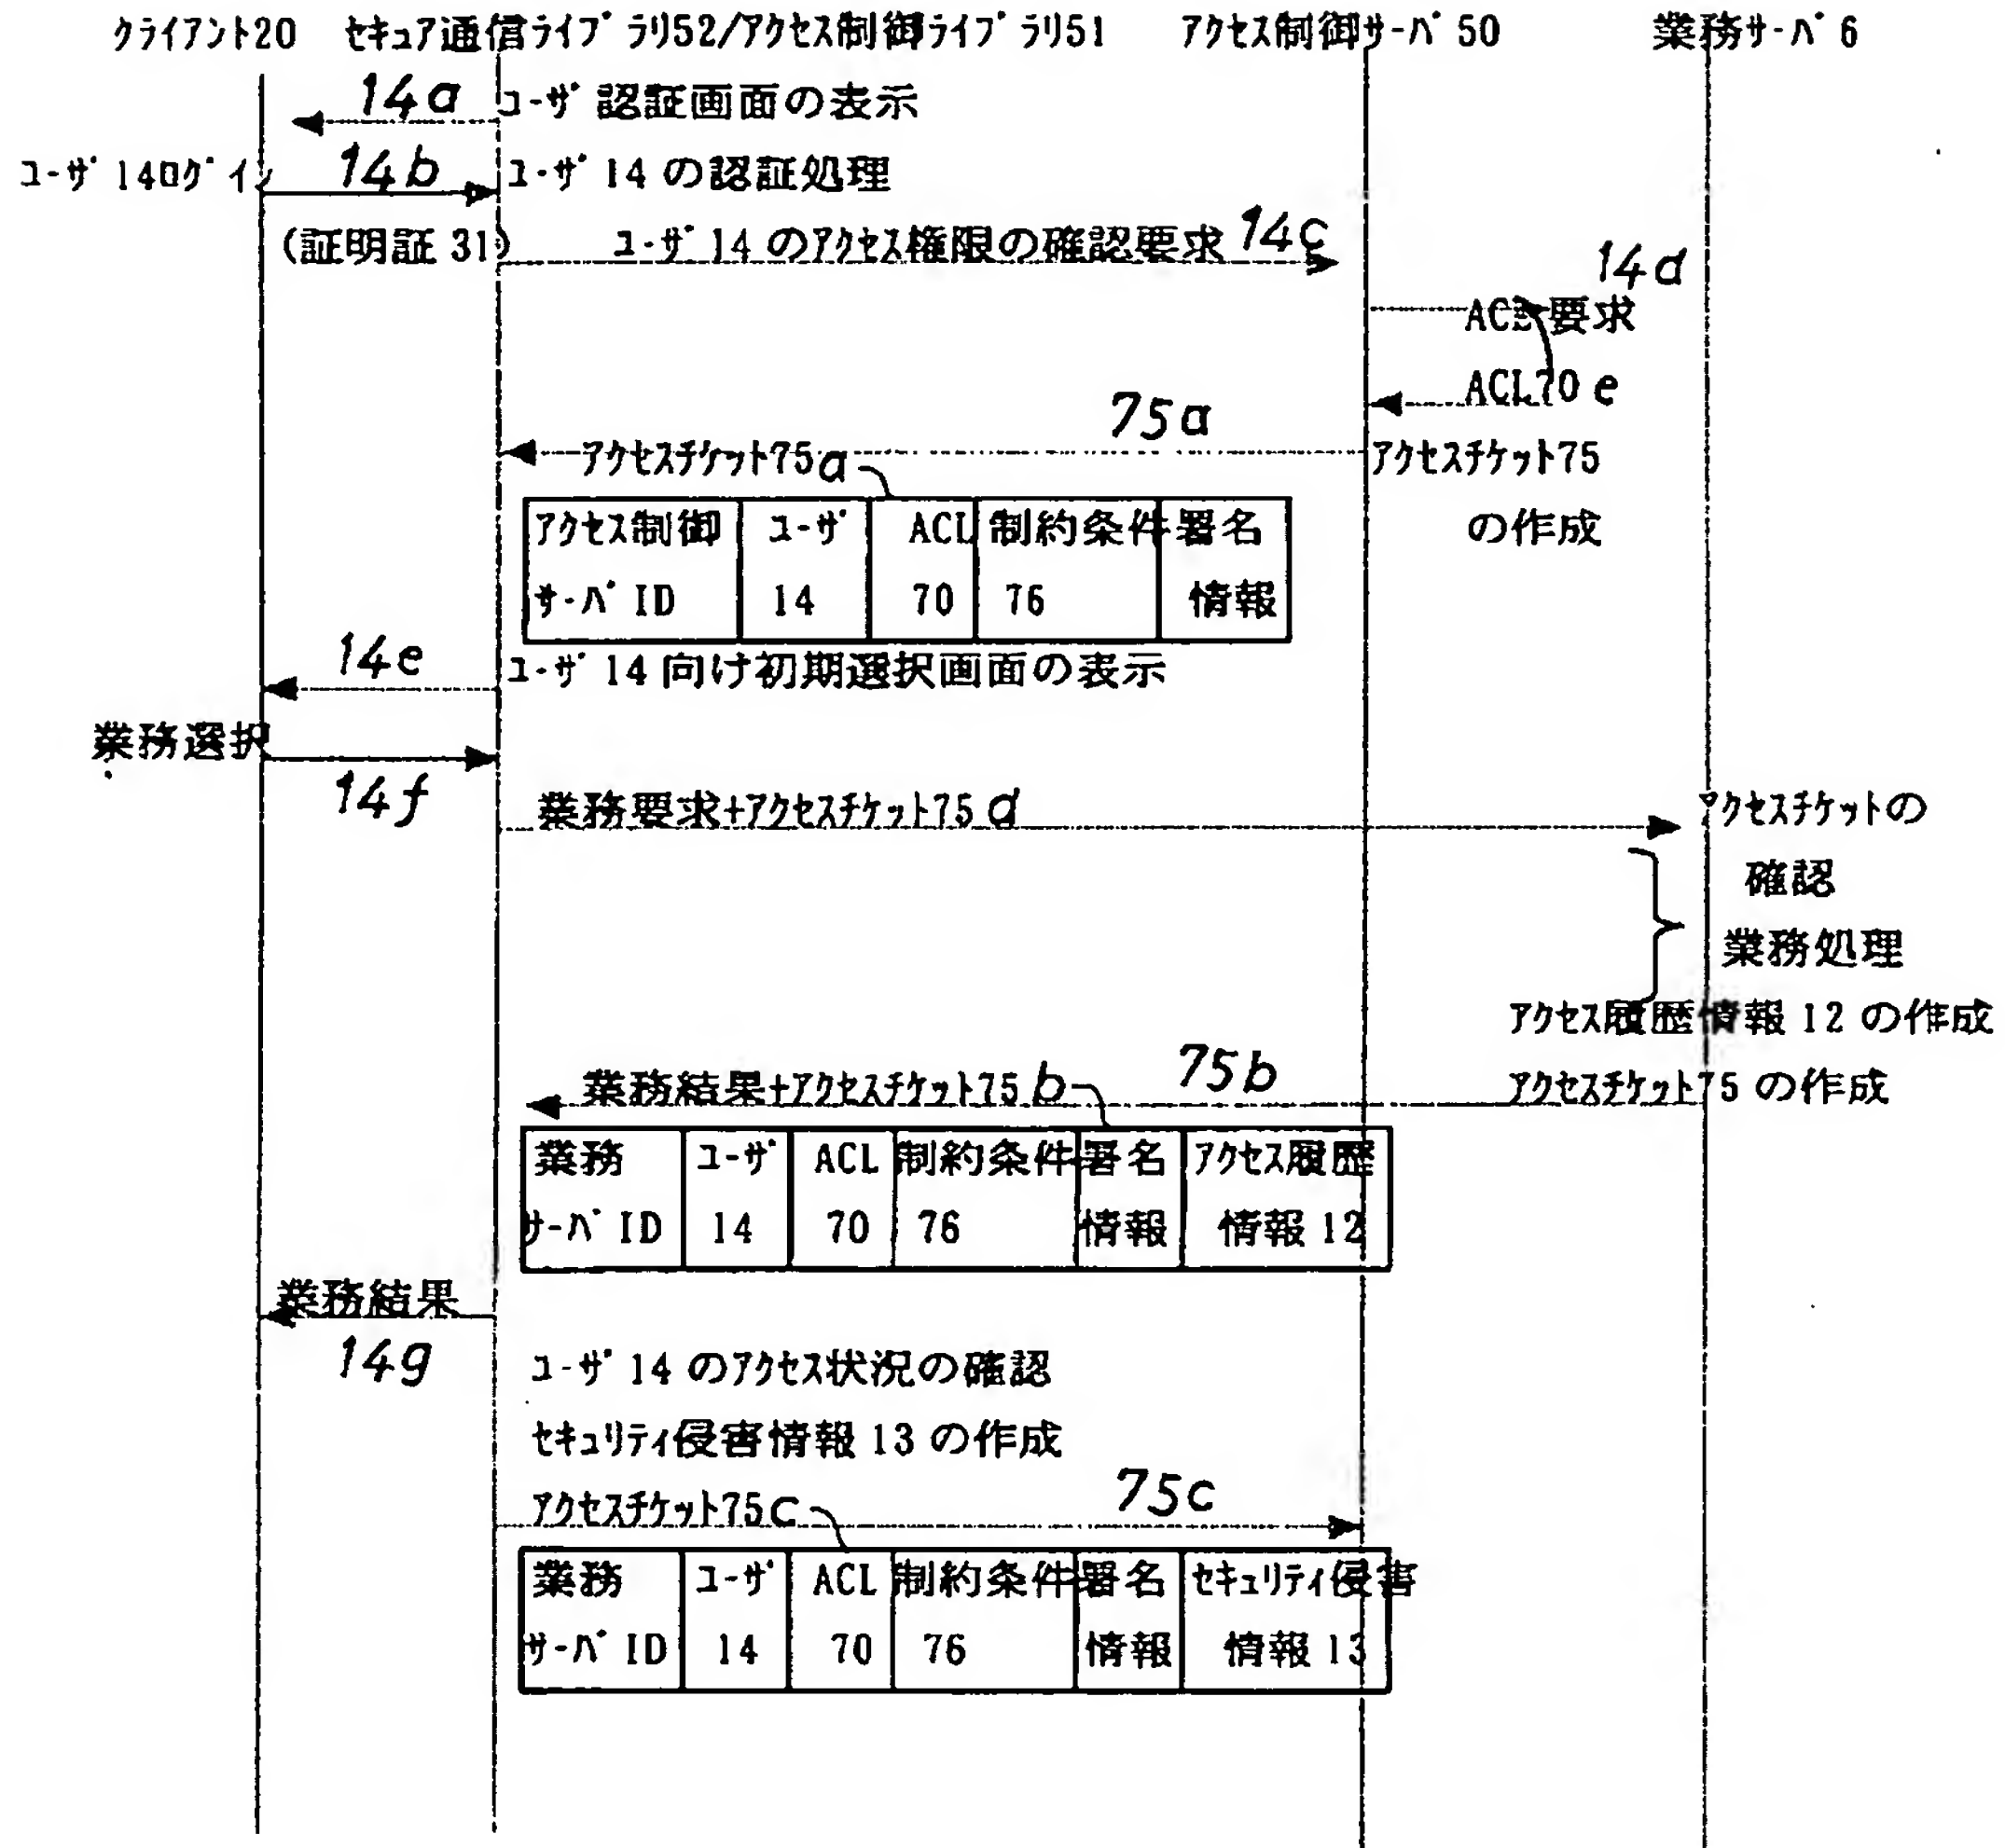 クライアント20 セキュア通信ライブラリ52/アクセス制御ライブラリ51 アクセス制御サーバ50 業務サーバ6
14a ユーザ認証画面の表示
ユーザ14ログイン 14b ユーザ14の認証処理
(証明証31) ユーザ14のアクセス権限の確認要求 14c
14d
要求
ACL70 e
75a
アクセスチケット75a アクセスチケット75
の作成
アクセス制御 ユーザ ACL 制約条件 署名
サーバID 14 70 76 情報
14e ユーザ14向け初期選択画面の表示
業務選択
14f 業務要求+アクセスチケット75d アクセスチケットの
確認
業務処理
アクセス履歴情報12の作成
業務結果+アクセスチケット75b 75b アクセスチケット75の作成
業務 ユーザ ACL 制約条件 署名 アクセス履歴
サーバID 14 70 76 情報 情報12
業務結果
14g ユーザ14のアクセス状況の確認
セキュリティ侵害情報13の作成
アクセスチケット75c 75c
業務 ユーザ ACL 制約条件 署名 セキュリティ侵害
サーバID 14 70 76 情報 情報13